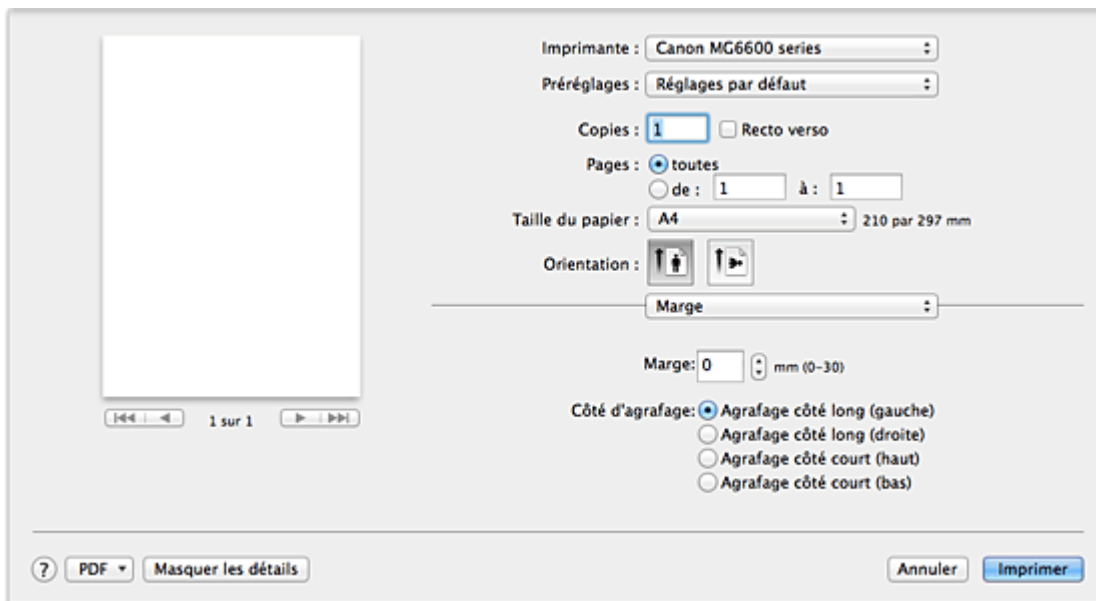 Imprimante : Canon MG6600 series
Préréglages : Réglages par défaut
Copies : 1 Recto verso
Pages : toutes
de : 1 à : 1
Taille du papier : A4 210 par 297 mm
Orientation :
Marge
Marge: 0 mm (0-30)
Côté d'agrafage: Agrafage côté long (gauche)
Agrafage côté long (droite)
Agrafage côté court (haut)
Agrafage côté court (bas)
1 sur 1
? PDF Masquer les détails Annuler Imprimer